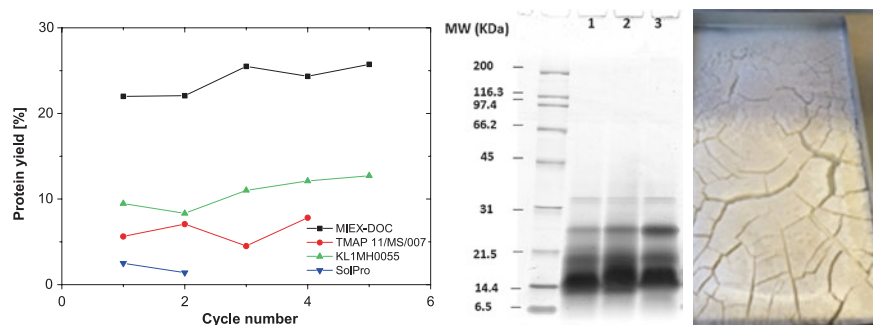 30
20
10
0
Protein yield [%]
MIEX-DOC
TMAP 11/MS/007
KL1MH0055
SolPro
0 2 4 6
Cycle number
MW (KDa)
1 2 3
200
116.3
97.4
66.2
45
31
21.5
14.4
6.5